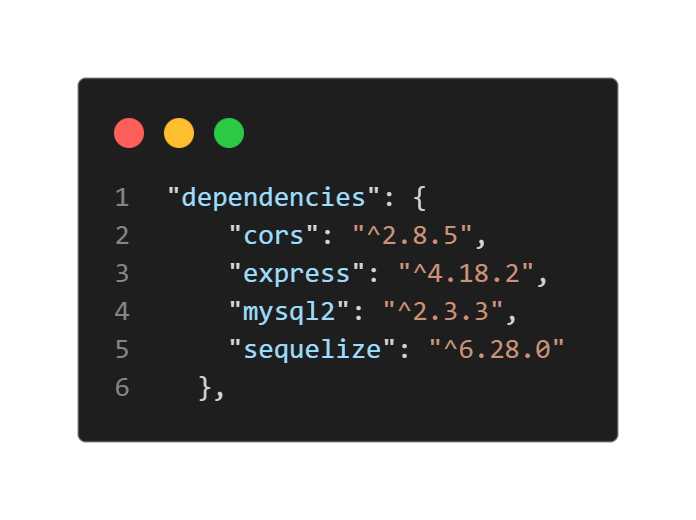 1 "dependencies": {
2 "cors": "^2.8.5",
3 "express": "^4.18.2",
4 "mysql2": "^2.3.3",
5 "sequelize": "^6.28.0"
6 },